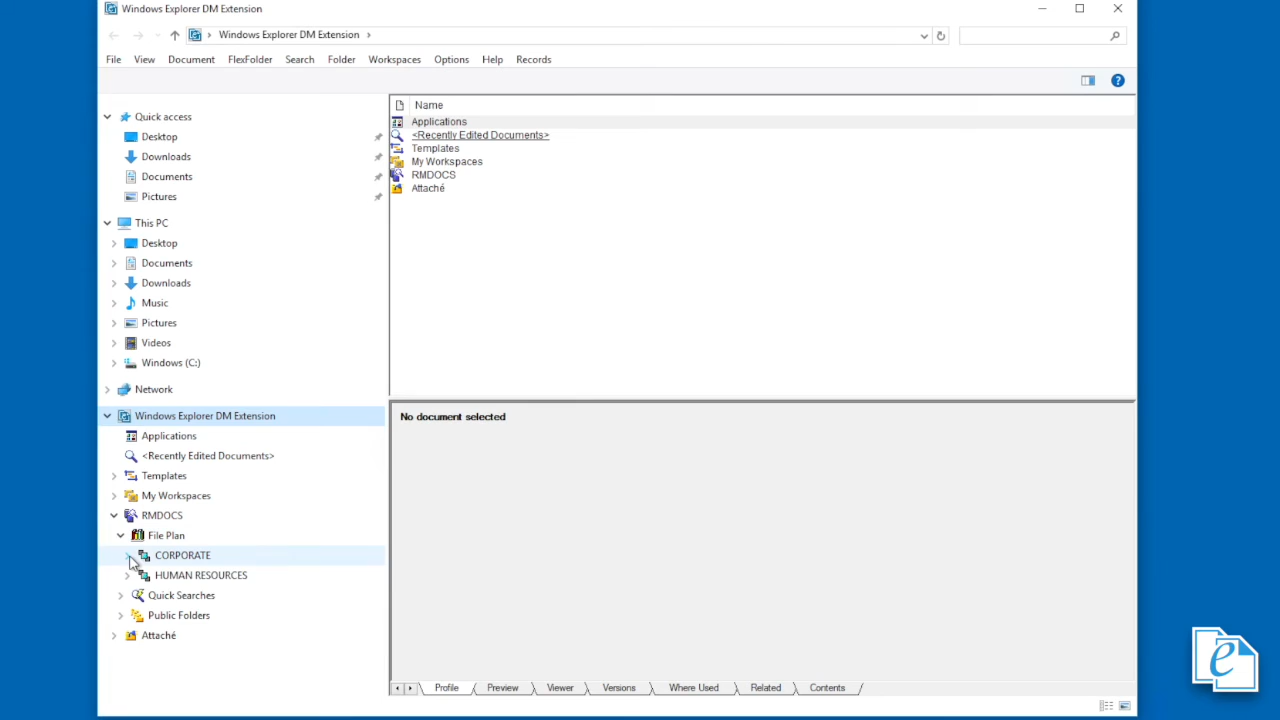 Windows Explorer DM Extension
Windows Explorer DM Extension
File View Document FlexFolder Search Folder Workspaces Options Help Records
Quick access
Desktop
Downloads
Documents
Pictures
This PC
Desktop
Documents
Downloads
Music
Pictures
Videos
Windows (C:)
Network
Windows Explorer DM Extension
Applications
<Recently Edited Documents>
Templates
My Workspaces
RMDOCS
File Plan
CORPORATE
HUMAN RESOURCES
Quick Searches
Public Folders
Attaché
Name
Applications
<Recently Edited Documents>
Templates
My Workspaces
RMDOCS
Attaché
No document selected
Profile Preview Viewer Versions Where Used Related Contents
e